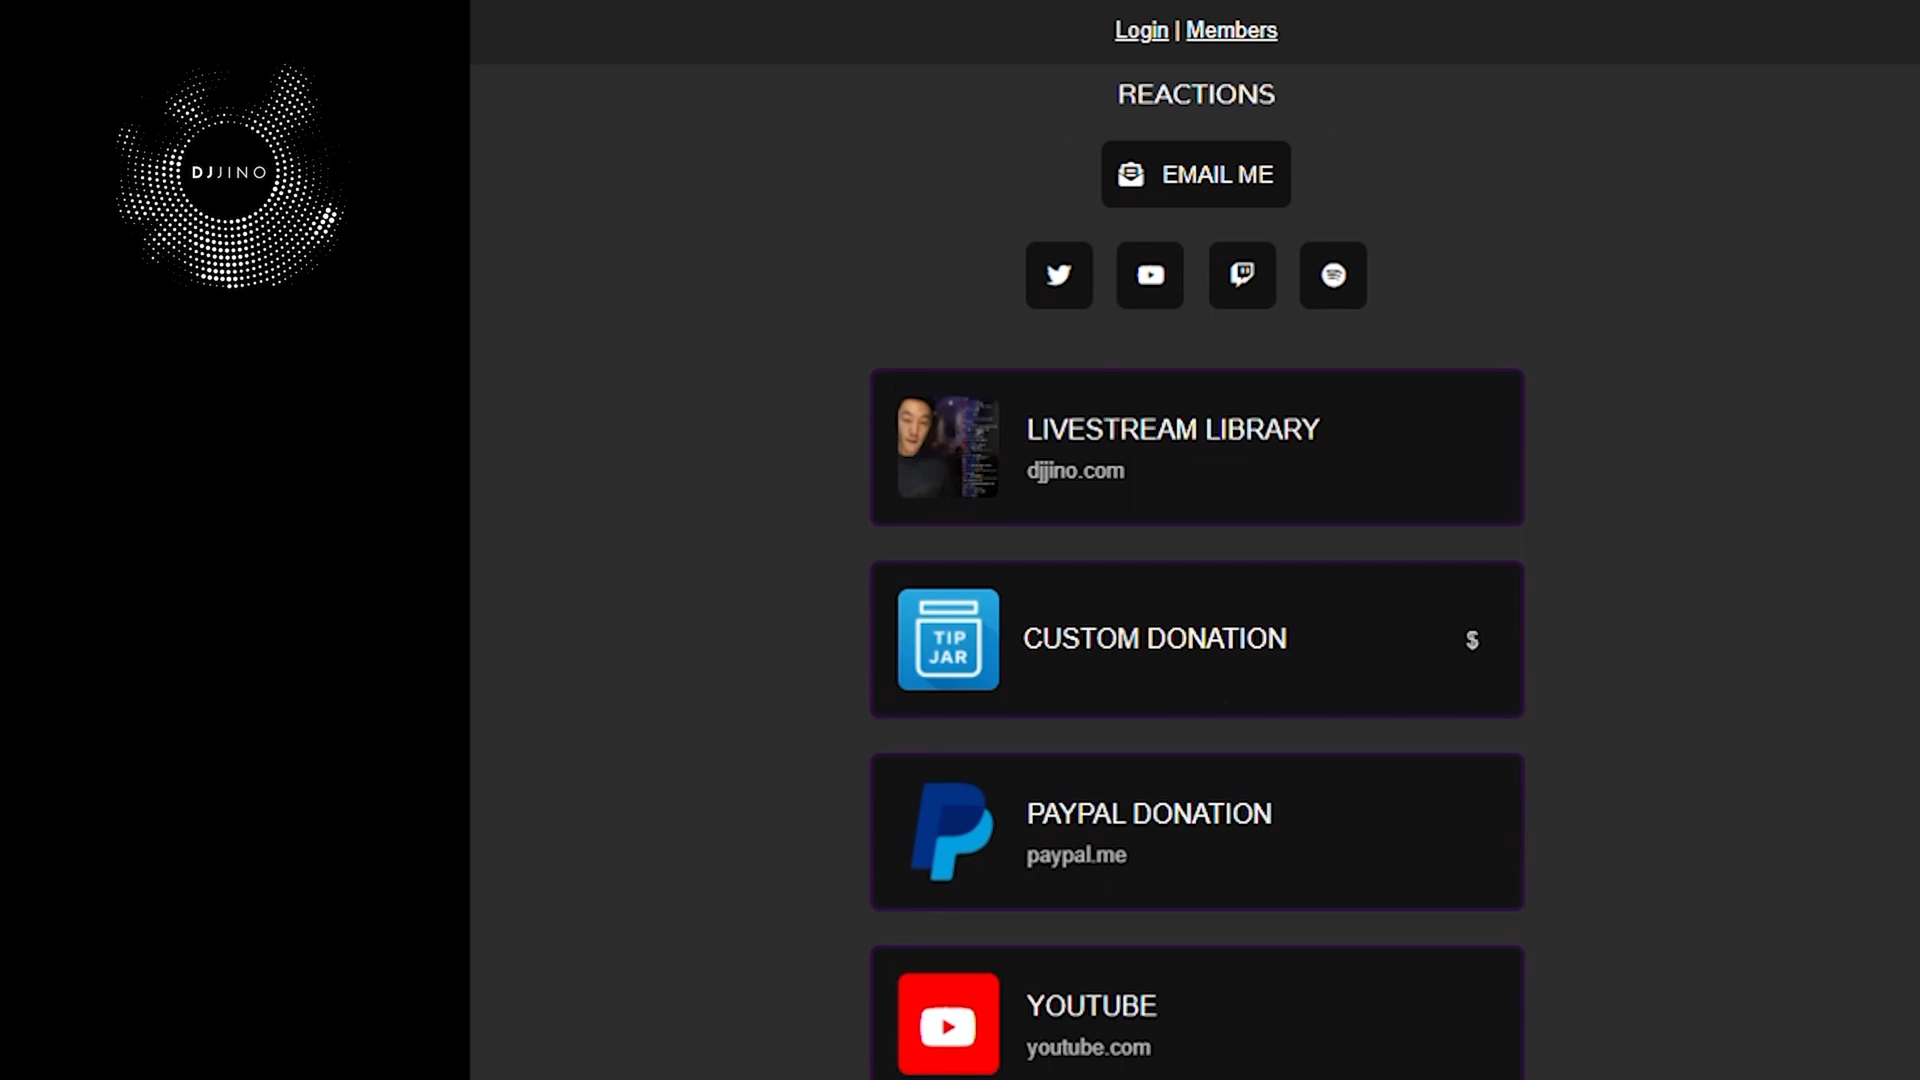 DJJINO
Login | Members
REACTIONS
EMAIL ME
LIVESTREAM LIBRARY
djjino.com
TIP
JAR
CUSTOM DONATION
$
PAYPAL DONATION
paypal.me
YOUTUBE
youtube.com